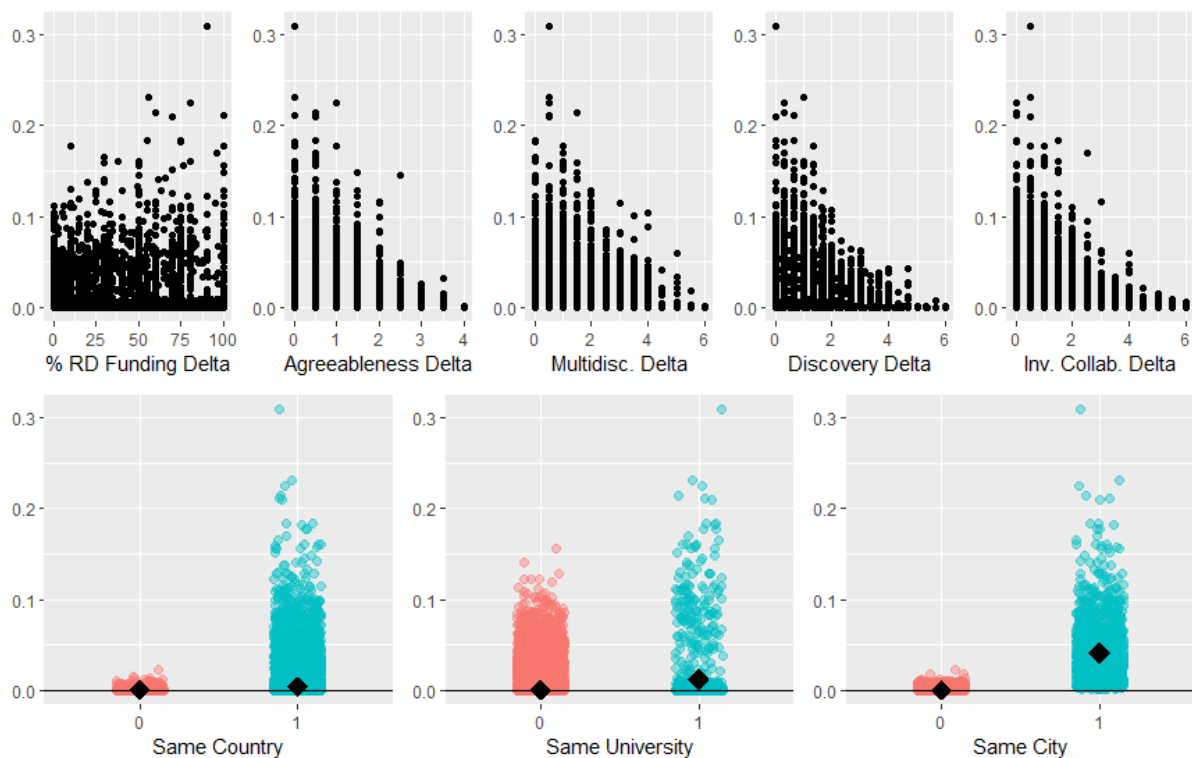 0.3
0.2
0.1
0.0
0 25 50 75 100
% RD Funding Delta
0.3
0.2
0.1
0.0
0 1 2 3 4
Agreeableness Delta
0.3
0.2
0.1
0.0
0 2 4 6
Multidisc. Delta
0.3
0.2
0.1
0.0
0 2 4 6
Discovery Delta
0.3
0.2
0.1
0.0
0 2 4 6
Inv. Collab. Delta
0.3
0.2
0.1
0.0
0 1
Same Country
0.3
0.2
0.1
0.0
0 1
Same University
0.3
0.2
0.1
0.0
0 1
Same City